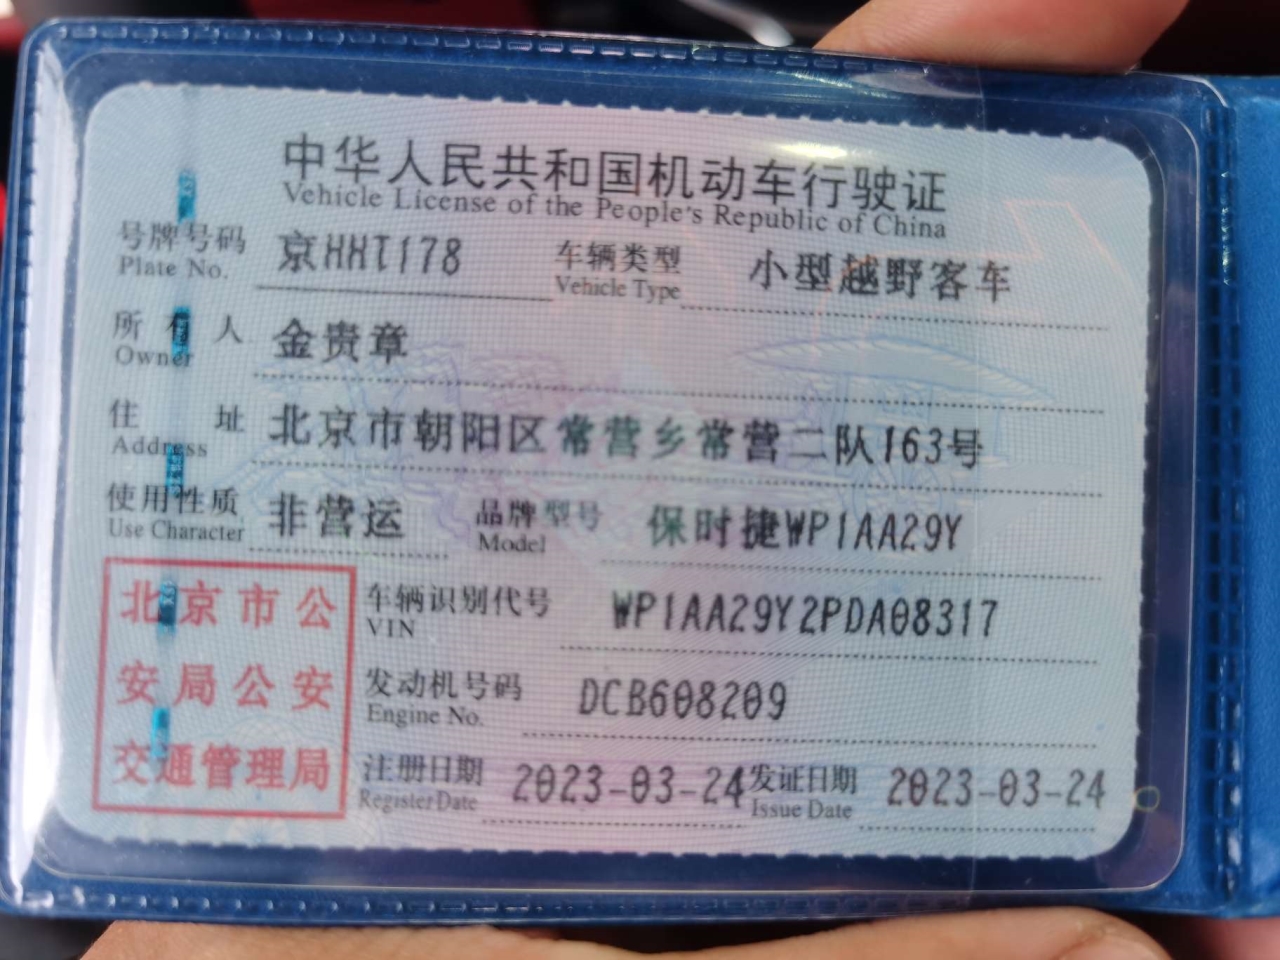 中华人民共和国机动车行驶证
Vehicle License of the People's Republic of China
号牌号码 京HHT178 车辆类型 小型越野客车
Plate No. Vehicle Type
所有人 金贵章
Owner
住址 北京市朝阳区常营乡常营二队163号
Address
使用性质 非营运 品牌型号 保时捷WP1AA29Y
Use Character Model
北京市公
安局公安
交通管理局
车辆识别代号 WP1AA29Y2PDA08317
VIN
发动机号码 DCB608209
Engine No.
注册日期 2023-03-24 发证日期 2023-03-24
Register Date Issue Date